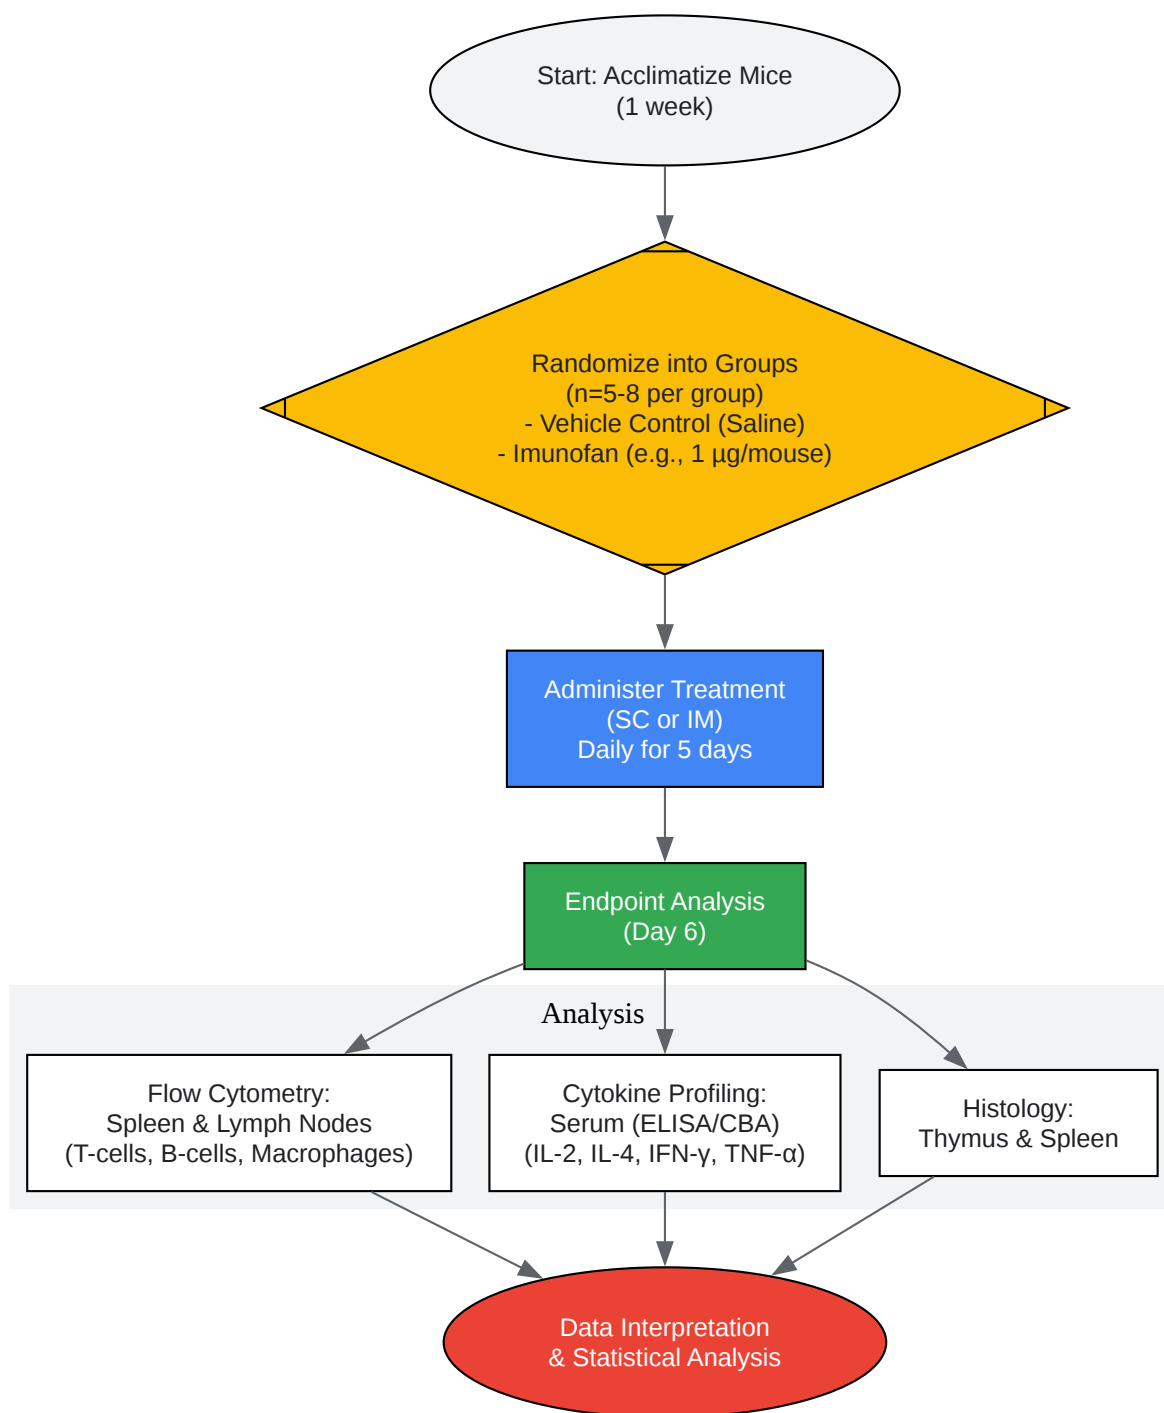 Start: Acclimatize Mice
(1 week)
Randomize into Groups
(n=5-8 per group)
- Vehicle Control (Saline)
- Imunofan (e.g., 1 µg/mouse)
Administer Treatment
(SC or IM)
Daily for 5 days
Endpoint Analysis
(Day 6)
Analysis
Flow Cytometry:
Spleen & Lymph Nodes
(T-cells, B-cells, Macrophages)
Cytokine Profiling:
Serum (ELISA/CBA)
(IL-2, IL-4, IFN-γ, TNF-α)
Histology:
Thymus & Spleen
Data Interpretation
& Statistical Analysis